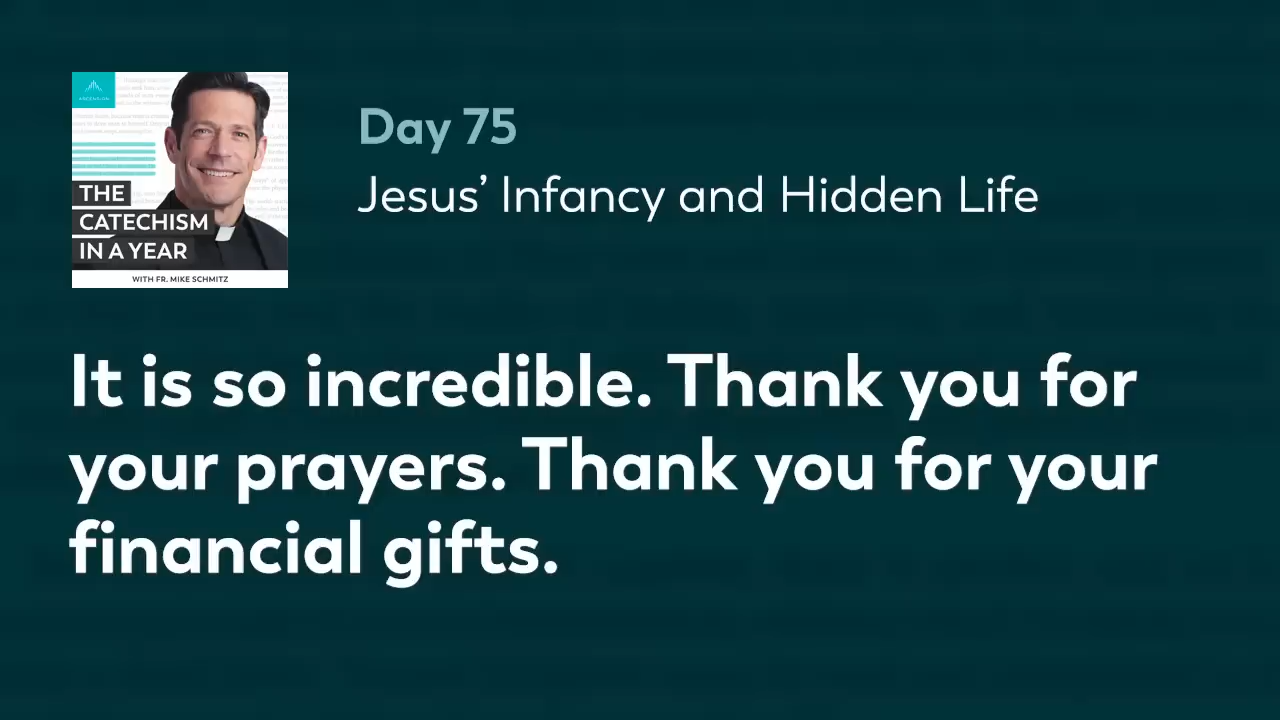 ASCENSION
THE
CATECHISM
IN A YEAR
WITH FR. MIKE SCHMITZ
Day 75
Jesus’ Infancy and Hidden Life
It is so incredible. Thank you for
your prayers. Thank you for your
financial gifts.